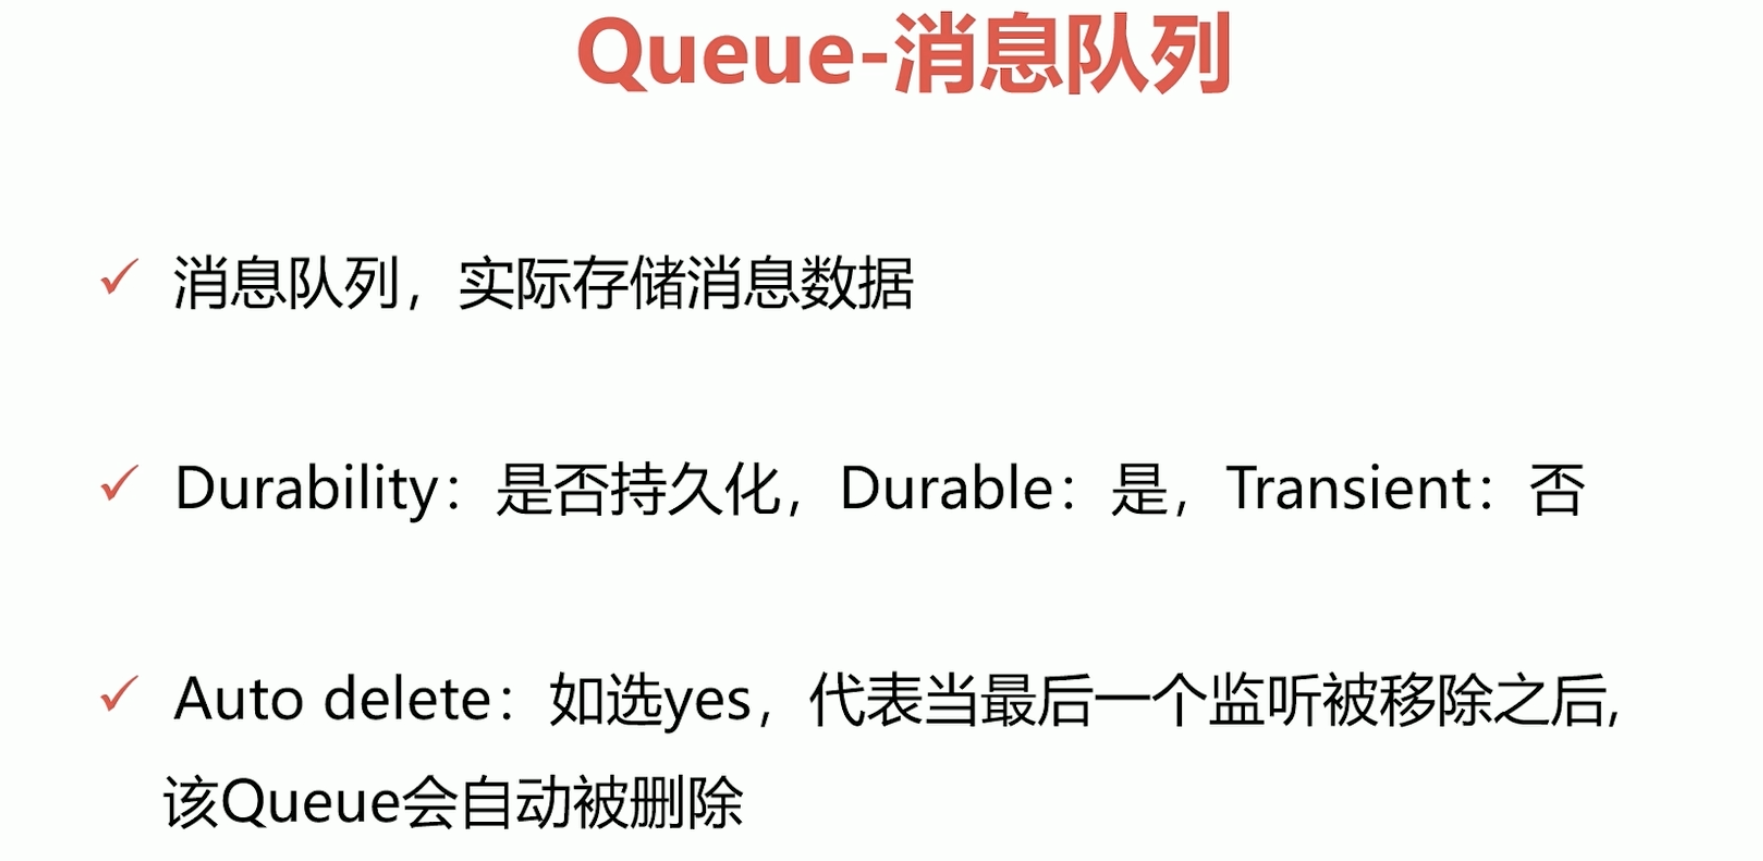 Queue-消息队列
消息队列，实际存储消息数据
Durability：是否持久化，Durable：是，Transient：否
Auto delete：如选yes，代表当最后一个监听被移除之后,
该Queue会自动被删除